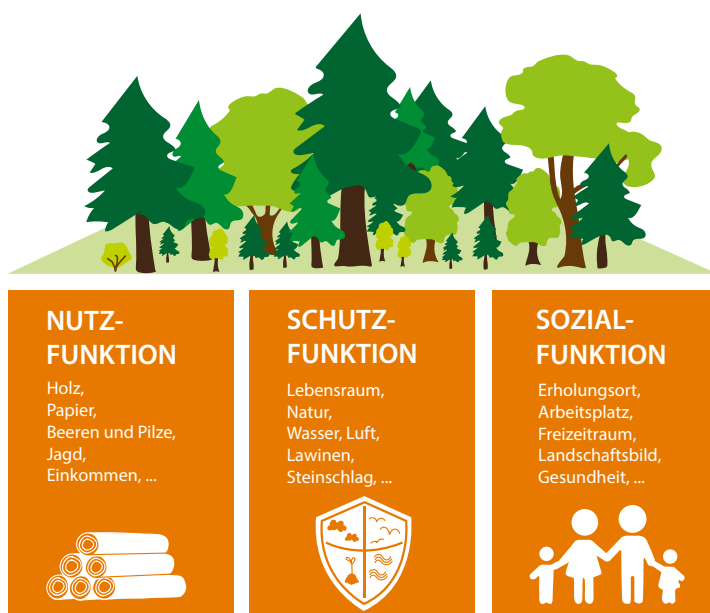 NUTZ-
FUNKTION
Holz,
Papier,
Beeren und Pilze,
Jagd,
Einkommen, ...
SCHUTZ-
FUNKTION
Lebensraum,
Natur,
Wasser, Luft,
Lawinen,
Steinschlag, ...
SOZIAL-
FUNKTION
Erholungsort,
Arbeitsplatz,
Freizeitraum,
Landschaftsbild,
Gesundheit, ...